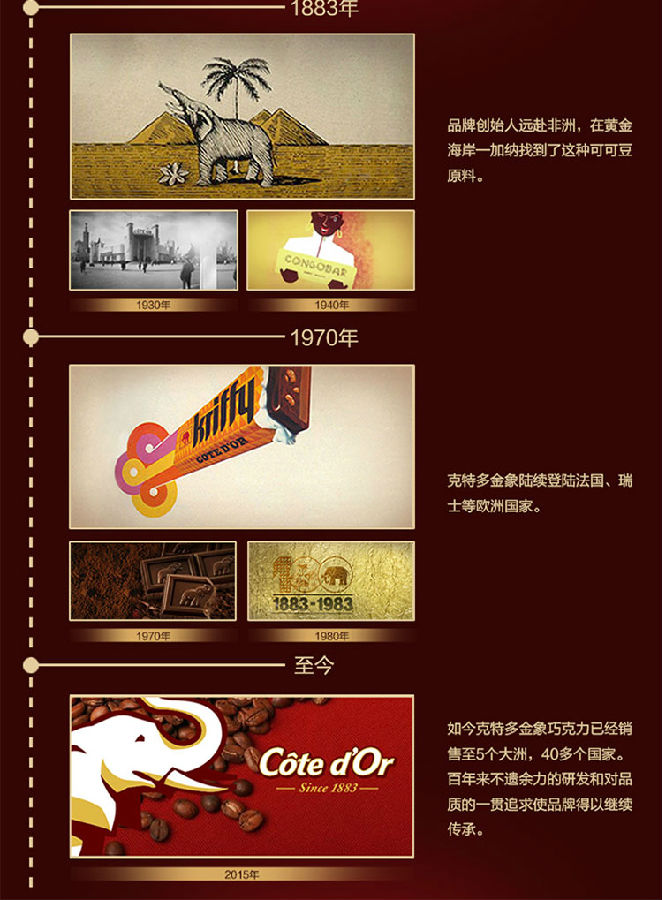 1883年
品牌创始人远赴非洲，在黄金
海岸一加纳找到了这种可可豆
原料。
CONGOBAR
1930年
1940年
1970年
kriffy
COTE D'OR
克特多金象陆续登陆法国、瑞
士等欧洲国家。
100
1883-1983
1970年
1980年
至今
Côte d'Or
Since 1883
如今克特多金象巧克力已经销
售至5个大洲，40多个国家。
百年来不遗余力的研发和对品
质的一贯追求使品牌得以继续
传承。
2015年